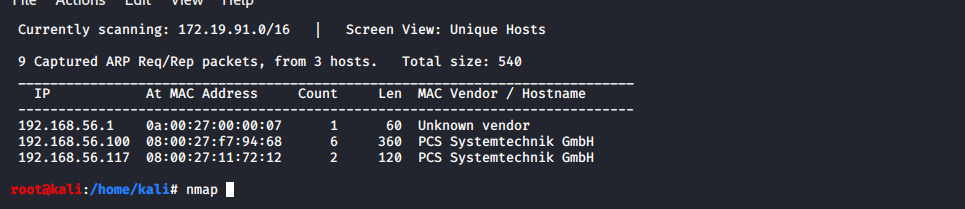 File Actions Edit View Help
Currently scanning: 172.19.91.0/16 | Screen View: Unique Hosts
9 Captured ARP Req/Rep packets, from 3 hosts. Total size: 540
_____________________________________________________________________________
IP At MAC Address Count Len MAC Vendor / Hostname
-----------------------------------------------------------------------------
192.168.56.1 0a:00:27:00:00:07 1 60 Unknown vendor
192.168.56.100 08:00:27:f7:94:68 6 360 PCS Systemtechnik GmbH
192.168.56.117 08:00:27:11:72:12 2 120 PCS Systemtechnik GmbH
root@kali:/home/kali# nmap